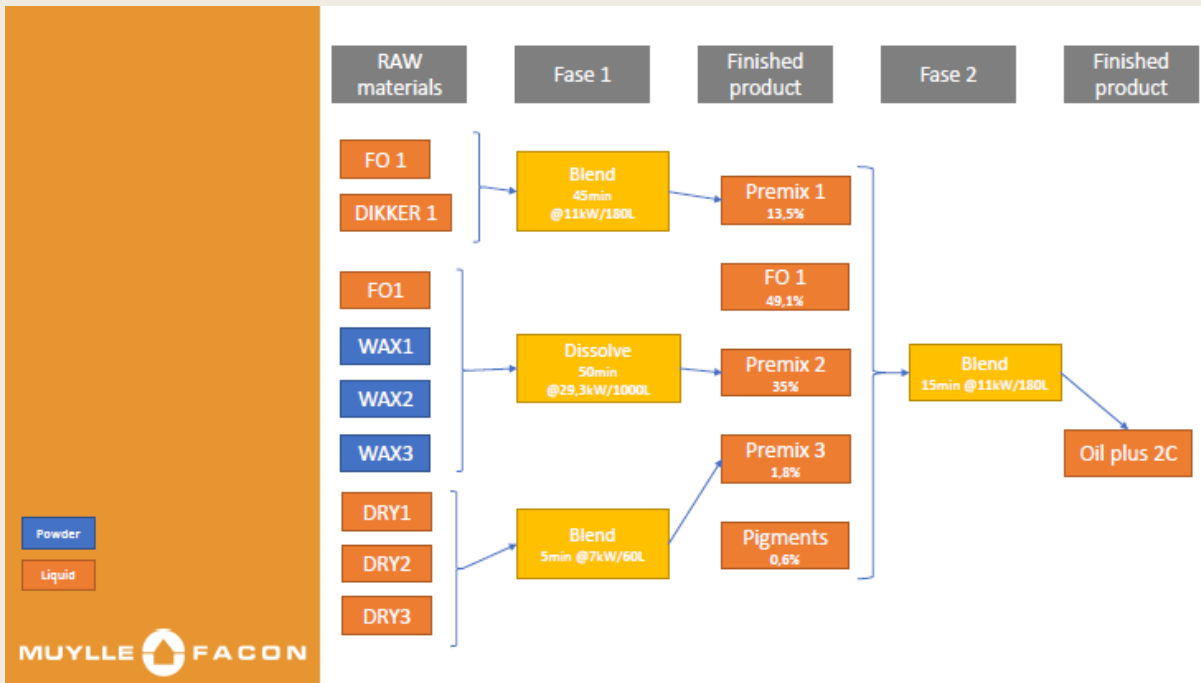 RAW
materials
Fase 1
Finished
product
Fase 2
Finished
product
FO 1
DIKKER 1
Blend
45min
@11kW/180L
Premix 1
13,5%
FO1
WAX1
WAX2
WAX3
Dissolve
50min
@29,3kW/1000L
FO 1
49,1%
Premix 2
35%
Premix 3
1,8%
Pigments
0,6%
DRY1
DRY2
DRY3
Blend
5min @7kW/60L
Blend
15min @11kW/180L
Oil plus 2C
Powder
Liquid
MUYLLE FACON